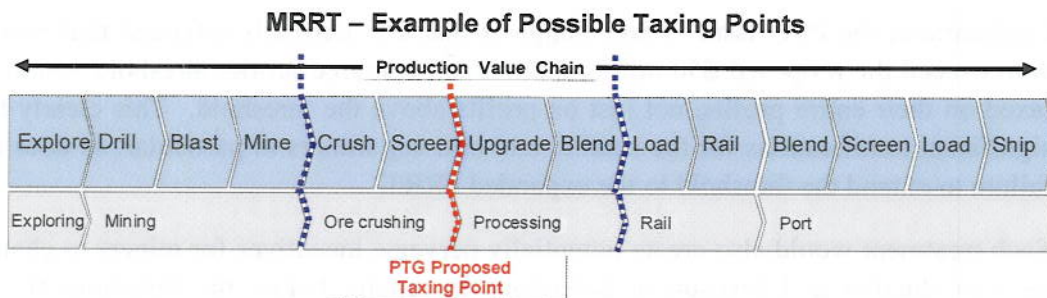 MRRT – Example of Possible Taxing Points
Production Value Chain
Explore Drill Blast Mine Crush Screen Upgrade Blend Load Rail Blend Screen Load Ship
Exploring Mining Ore crushing Processing Rail Port
PTG Proposed
Taxing Point